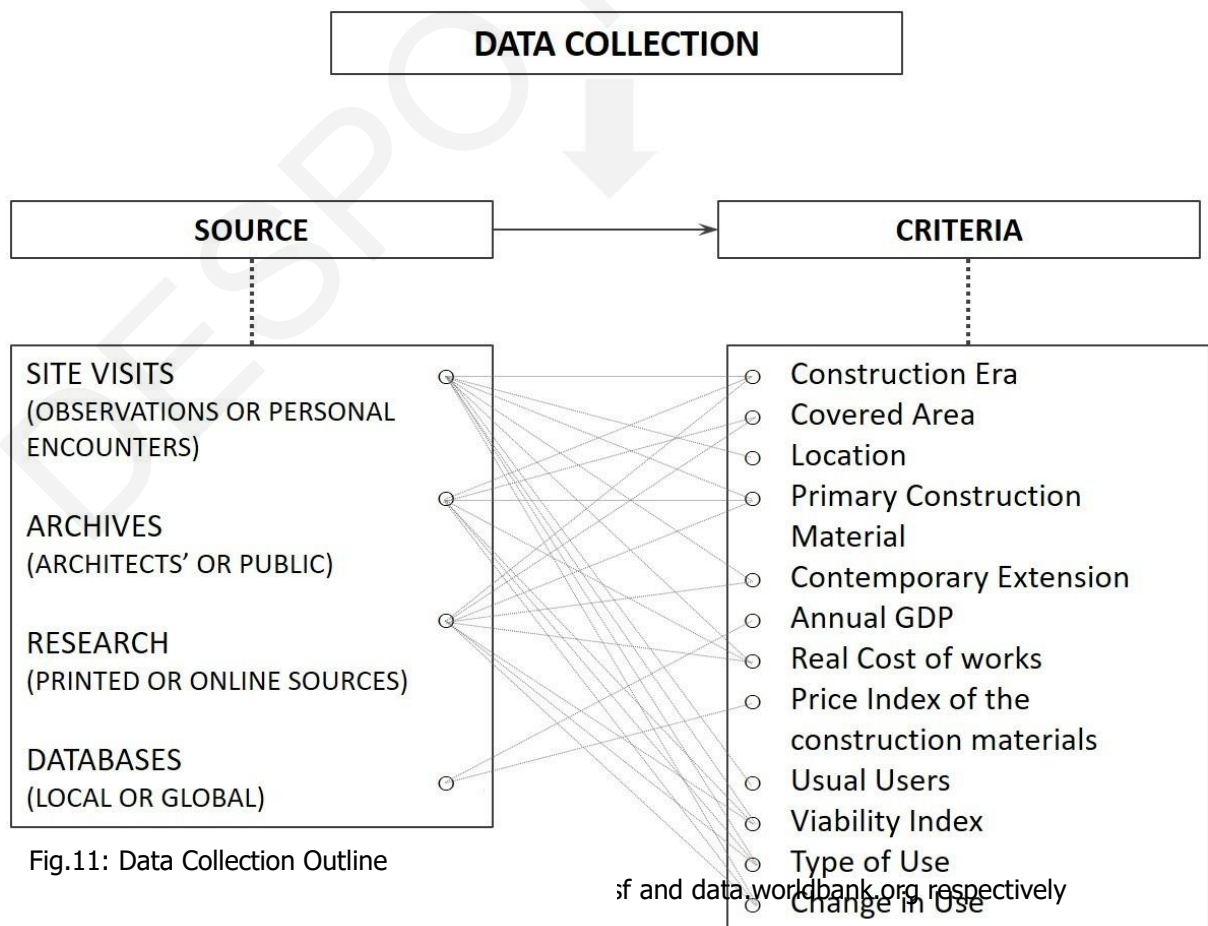 DATA COLLECTION
SOURCE
CRITERIA
SITE VISITS
(OBSERVATIONS OR PERSONAL
ENCOUNTERS)
ARCHIVES
(ARCHITECTS’ OR PUBLIC)
RESEARCH
(PRINTED OR ONLINE SOURCES)
DATABASES
(LOCAL OR GLOBAL)
Construction Era
Covered Area
Location
Primary Construction
Material
Contemporary Extension
Annual GDP
Real Cost of works
Price Index of the
construction materials
Usual Users
Viability Index
Type of Use
Change in Use
Fig.11: Data Collection Outline
and data.worldbank.org respectively